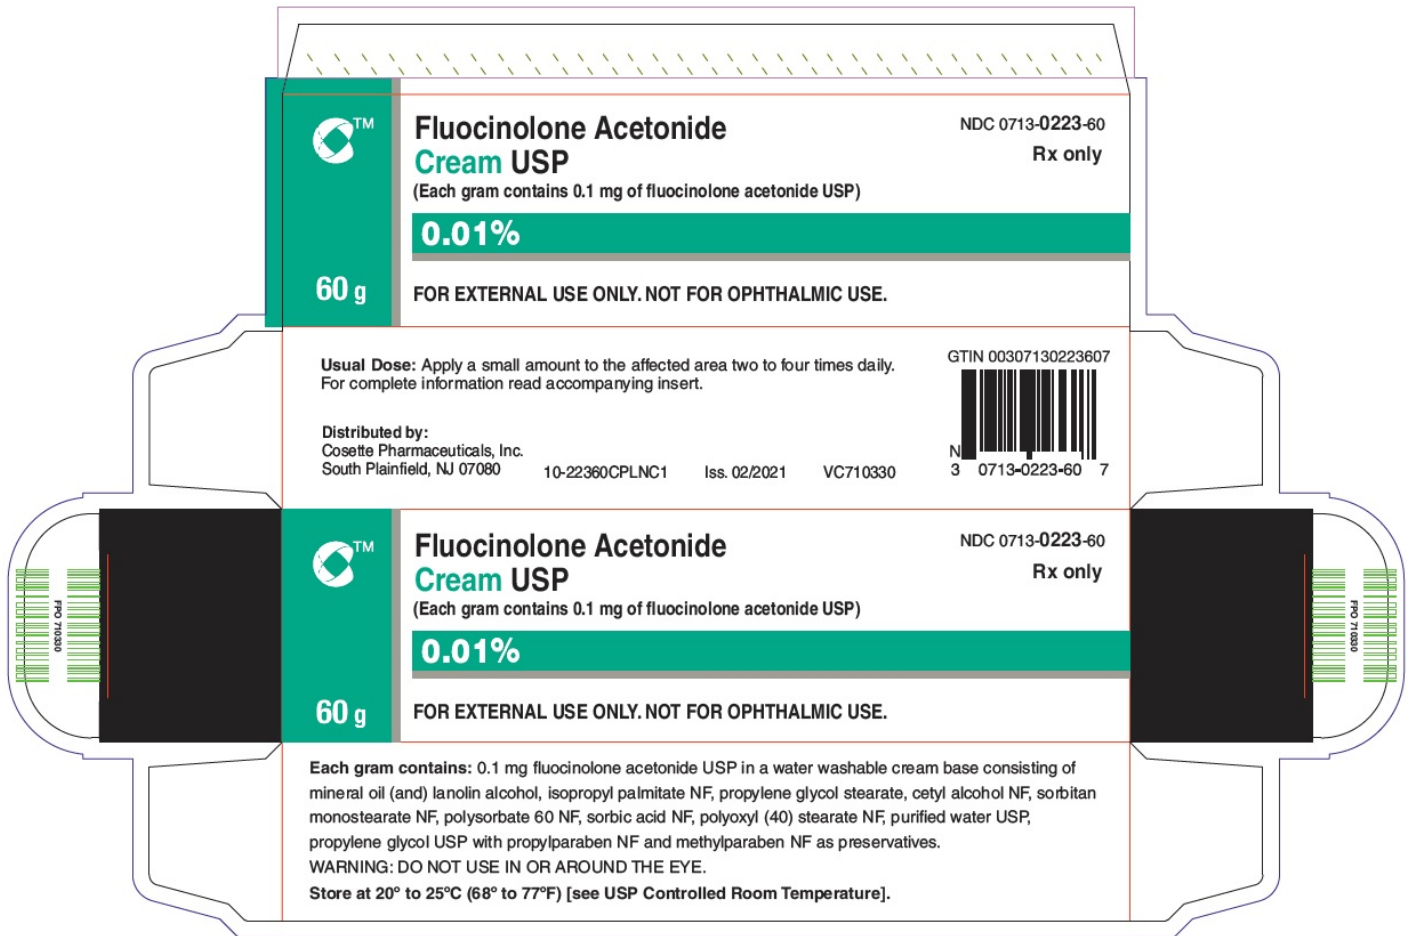 TM
Fluocinolone Acetonide
Cream USP
(Each gram contains 0.1 mg of fluocinolone acetonide USP)
NDC 0713-0223-60
Rx only
0.01%
60 g
FOR EXTERNAL USE ONLY. NOT FOR OPHTHALMIC USE.
Usual Dose: Apply a small amount to the affected area two to four times daily.
For complete information read accompanying insert.
Distributed by:
Cosette Pharmaceuticals, Inc.
South Plainfield, NJ 07080
10-22360CPLNC1 Iss. 02/2021 VC710330
GTIN 00307130223607
N
3 0713-0223-60 7
FPO 710330
TM
Fluocinolone Acetonide
Cream USP
(Each gram contains 0.1 mg of fluocinolone acetonide USP)
NDC 0713-0223-60
Rx only
0.01%
60 g
FOR EXTERNAL USE ONLY. NOT FOR OPHTHALMIC USE.
FPO 710330
Each gram contains: 0.1 mg fluocinolone acetonide USP in a water washable cream base consisting of
mineral oil (and) lanolin alcohol, isopropyl palmitate NF, propylene glycol stearate, cetyl alcohol NF, sorbitan
monostearate NF, polysorbate 60 NF, sorbic acid NF, polyoxyl (40) stearate NF, purified water USP,
propylene glycol USP with propylparaben NF and methylparaben NF as preservatives.
WARNING: DO NOT USE IN OR AROUND THE EYE.
Store at 20º to 25ºC (68º to 77ºF) [see USP Controlled Room Temperature].